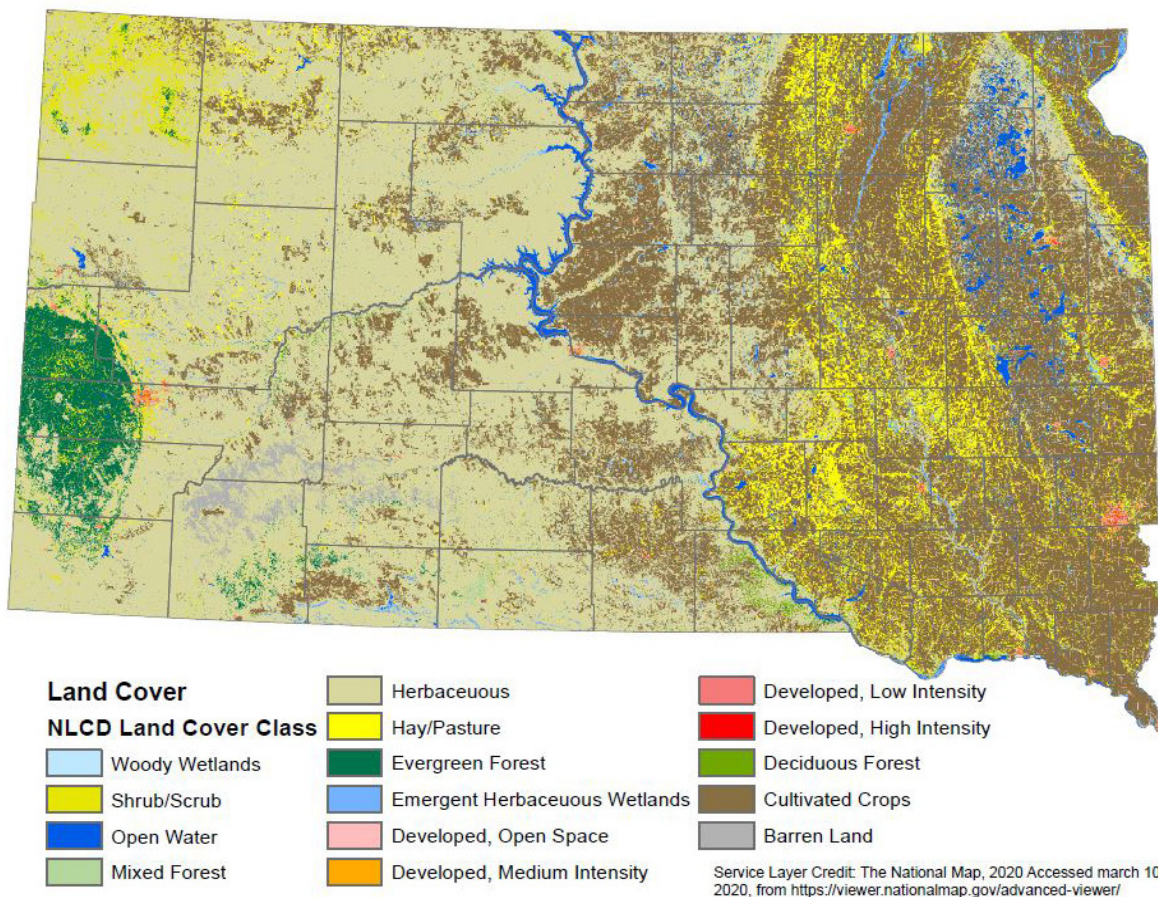 Land Cover
NLCD Land Cover Class
Woody Wetlands
Shrub/Scrub
Open Water
Mixed Forest
Herbaceuous
Hay/Pasture
Evergreen Forest
Emergent Herbaceuous Wetlands
Developed, Open Space
Developed, Medium Intensity
Developed, Low Intensity
Developed, High Intensity
Deciduous Forest
Cultivated Crops
Barren Land
Service Layer Credit: The National Map, 2020 Accessed march 10
2020, from https://viewer.nationalmap.gov/advanced-viewer/